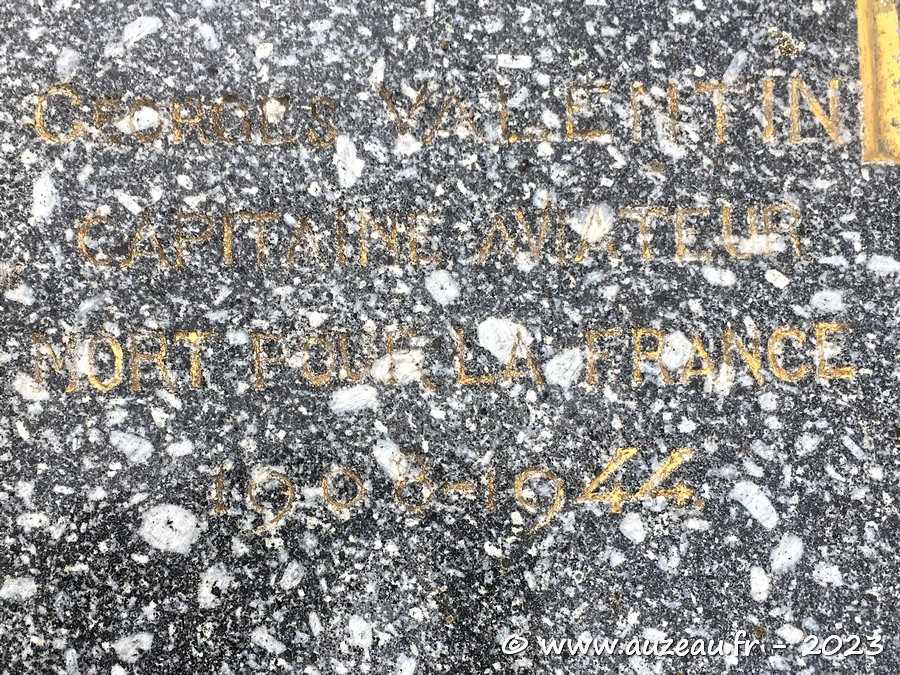 GEORGES VALENTIN
CAPITAINE AVIATEUR
MORT POUR LA FRANCE
1908-1944
© www.auzeau.fr - 2023